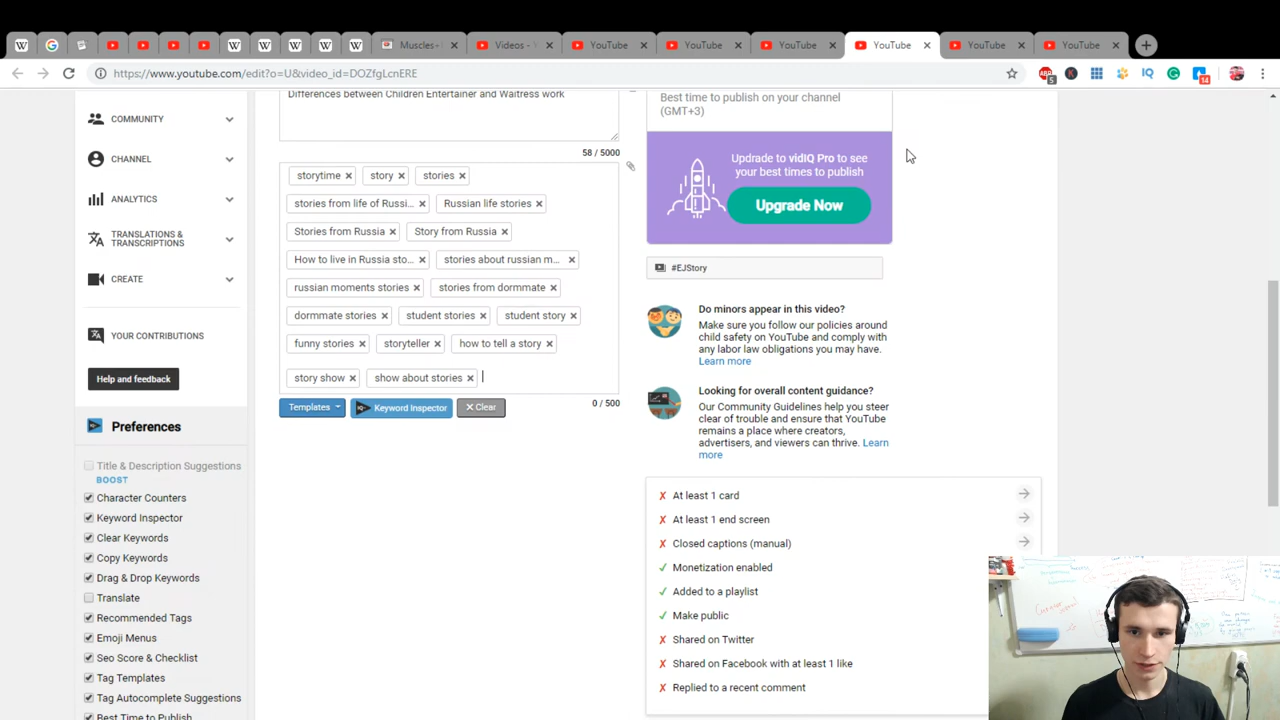 Muscles -
Videos - Y
YouTube
YouTube
YouTube
YouTube
YouTube
YouTube
https://www.youtube.com/edit?o=U&video_id=DOZfgLcnERE
5
14
COMMUNITY
CHANNEL
ANALYTICS
TRANSLATIONS &
TRANSCRIPTIONS
CREATE
YOUR CONTRIBUTIONS
Help and feedback
Preferences
Title & Description Suggestions
BOOST
Character Counters
Keyword Inspector
Clear Keywords
Copy Keywords
Drag & Drop Keywords
Translate
Recommended Tags
Emoji Menus
Seo Score & Checklist
Tag Templates
Tag Autocomplete Suggestions
Best Time to Publish
Differences between Children Entertainer and Waitress work
58 / 5000
storytime story stories
stories from life of Russi... Russian life stories
Stories from Russia Story from Russia
How to live in Russia sto... stories about russian m...
russian moments stories stories from dormmate
dormmate stories student stories student story
funny stories storyteller how to tell a story
story show show about stories
Templates Keyword Inspector Clear
0 / 500
Best time to publish on your channel
(GMT+3)
Updrade to vidIQ Pro to see
your best times to publish
Upgrade Now
#EJStory
Do minors appear in this video?
Make sure you follow our policies around
child safety on YouTube and comply with
any labor law obligations you may have.
Learn more
Looking for overall content guidance?
Our Community Guidelines help you steer
clear of trouble and ensure that YouTube
remains a place where creators,
advertisers, and viewers can thrive. Learn
more
At least 1 card
At least 1 end screen
Closed captions (manual)
Monetization enabled
Added to a playlist
Make public
Shared on Twitter
Shared on Facebook with at least 1 like
Replied to a recent comment